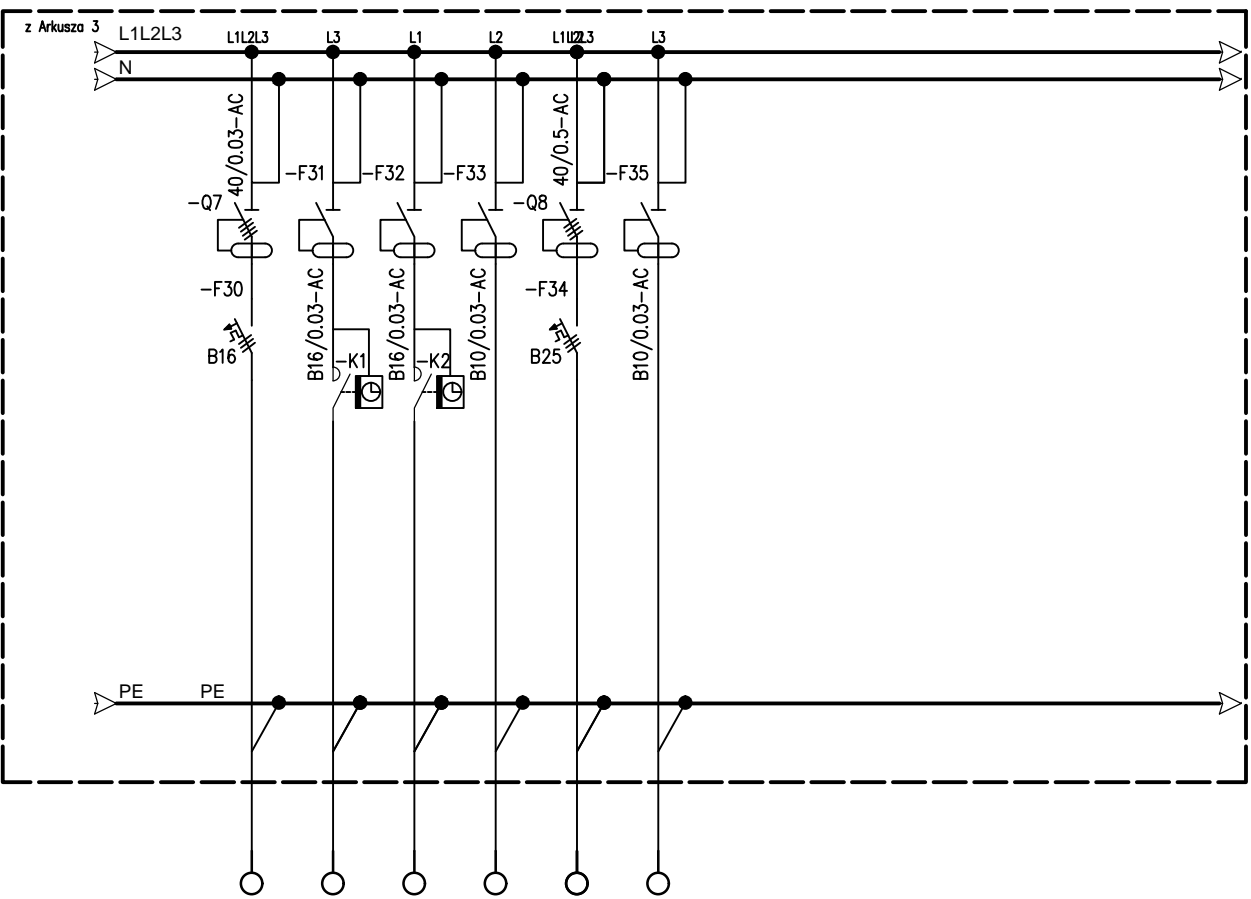 z Arkusza 3
L1L2L3
L1L2L3
L3
L1
L2
L3
N
40/0.03-AC
40/0.5-AC
-F31
-F32
-F33
-F35
-Q7
-Q8
-F30
-F34
B16/0.03-AC
B16/0.03-AC
B10/0.03-AC
B10/0.03-AC
B16
-K1
-K2
B25
PE
PE